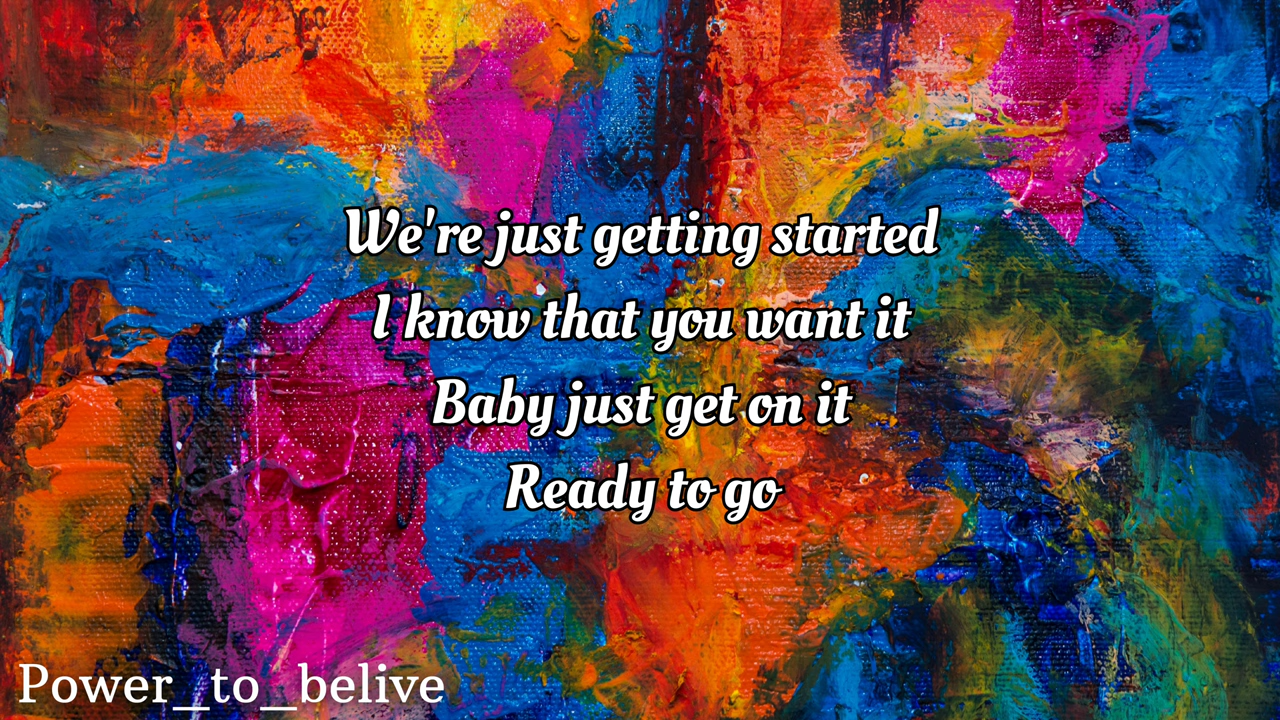 We're just getting started
I know that you want it
Baby just get on it
Ready to go
Power_to_belive